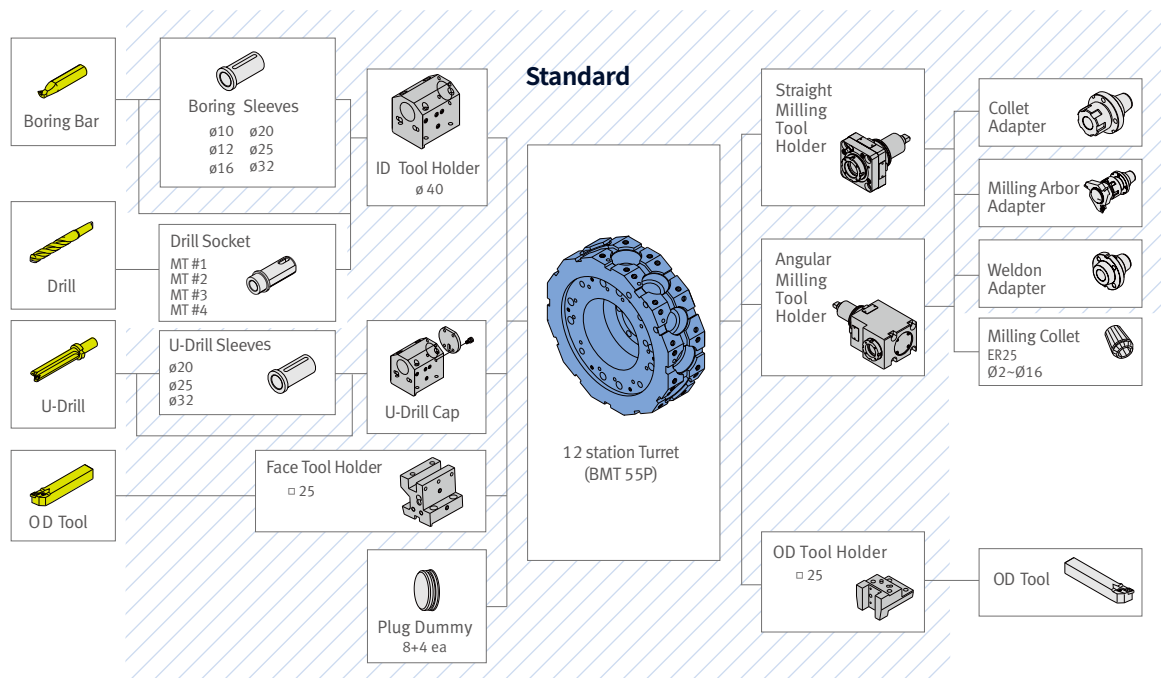 Standard
Boring Bar
Boring Sleeves
ø10 ø20
ø12 ø25
ø16 ø32
ID Tool Holder
ø 40
Drill
Drill Socket
MT #1
MT #2
MT #3
MT #4
U-Drill
U-Drill Sleeves
ø20
ø25
ø32
U-Drill Cap
OD Tool
Face Tool Holder
□ 25
Plug Dummy
8+4 ea
12 station Turret
(BMT 55P)
Straight
Milling
Tool
Holder
Angular
Milling
Tool
Holder
Collet
Adapter
Milling Arbor
Adapter
Weldon
Adapter
Milling Collet
ER25
Ø2~Ø16
OD Tool Holder
□ 25
OD Tool